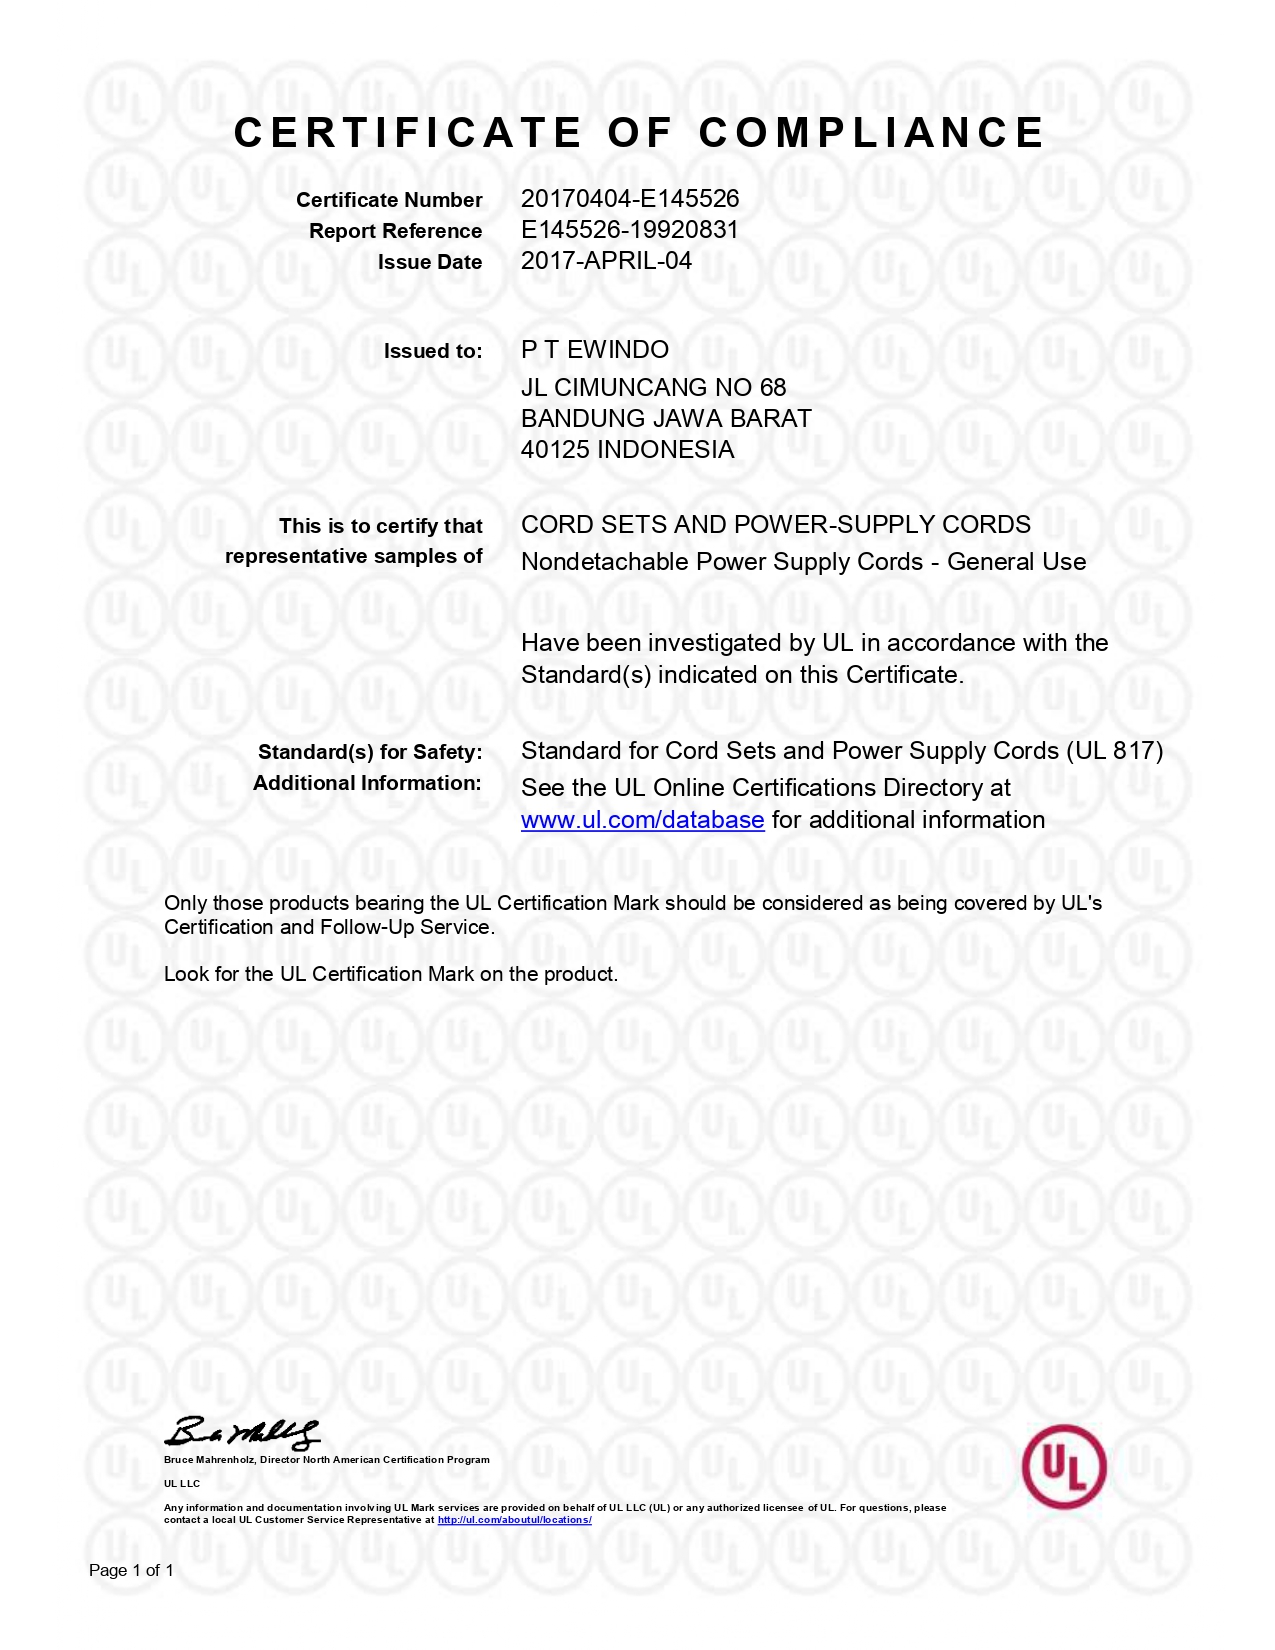 CERTIFICATE OF COMPLIANCE
Certificate Number 20170404-E145526
Report Reference E145526-19920831
Issue Date 2017-APRIL-04
Issued to: P T EWINDO
JL CIMUNCANG NO 68
BANDUNG JAWA BARAT
40125 INDONESIA
This is to certify that CORD SETS AND POWER-SUPPLY CORDS
representative samples of Nondetachable Power Supply Cords - General Use
Have been investigated by UL in accordance with the
Standard(s) indicated on this Certificate.
Standard(s) for Safety: Standard for Cord Sets and Power Supply Cords (UL 817)
Additional Information: See the UL Online Certifications Directory at
www.ul.com/database for additional information
Only those products bearing the UL Certification Mark should be considered as being covered by UL's
Certification and Follow-Up Service.
Look for the UL Certification Mark on the product.
Bruce Mahrenholz, Director North American Certification Program
UL LLC
Any information and documentation involving UL Mark services are provided on behalf of UL LLC (UL) or any authorized licensee of UL. For questions, please
contact a local UL Customer Service Representative at http://ul.com/aboutul/locations/
UL
Page 1 of 1